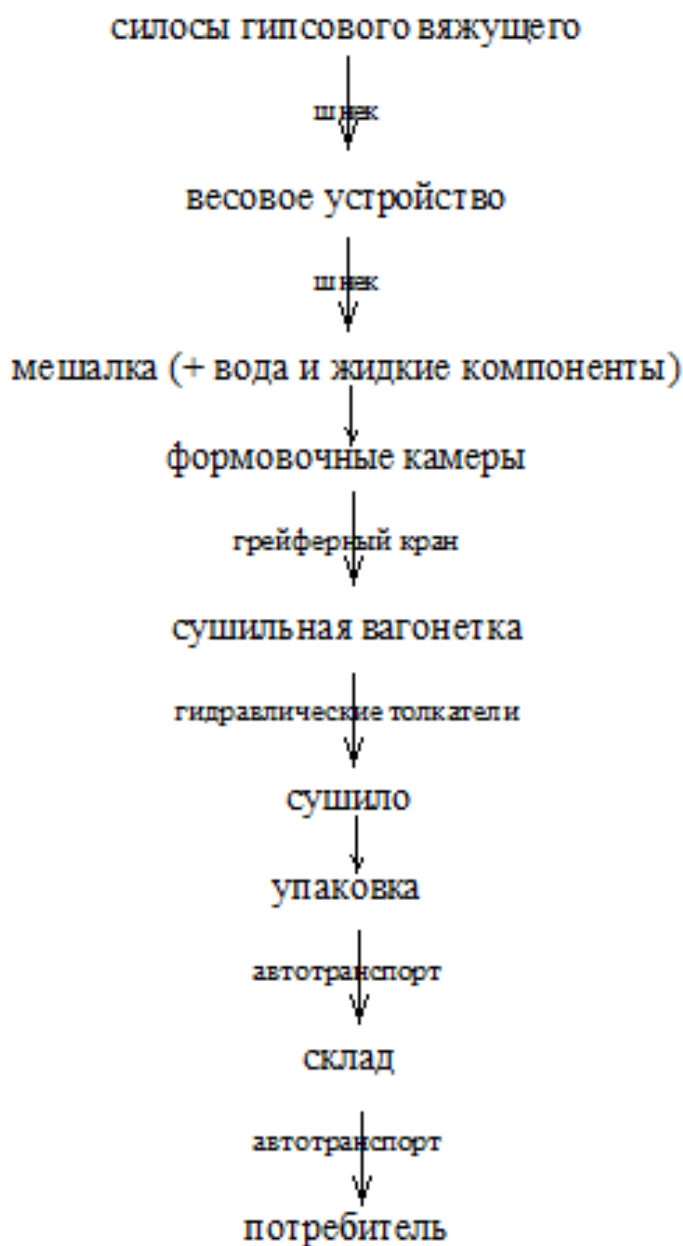 силосы гипсового вяжущего
шнек
весовое устройство
шнек
мешалка (+ вода и жидкие компоненты)
формовочные камеры
грейферный кран
сушильная вагонетка
гидравлические толкатели
сушило
упаковка
автотранспорт
склад
автотранспорт
потребитель